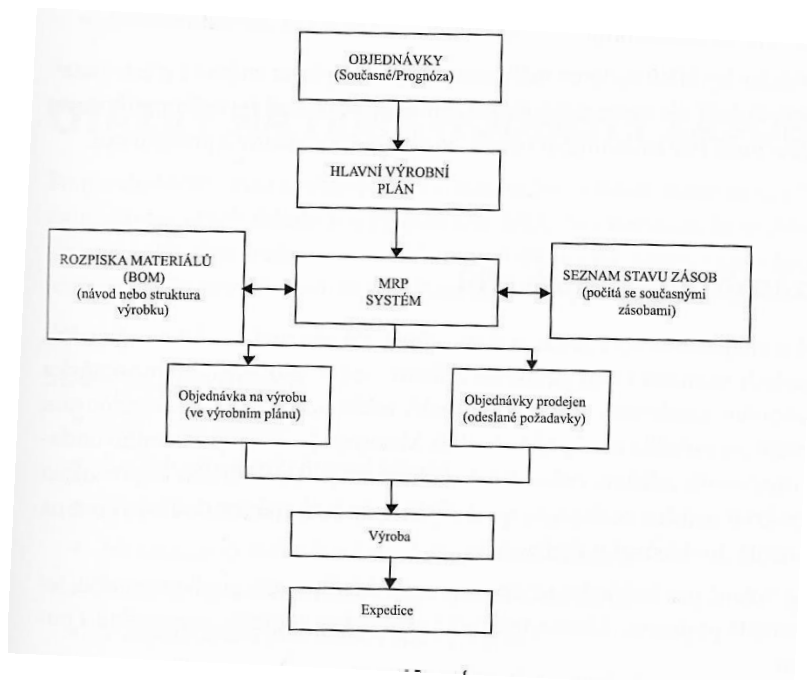 OBJEDNÁVKY
(Současné/Prognóza)
HLAVNÍ VÝROBNÍ
PLÁN
ROZPISKA MATERIÁLŮ
(BOM)
(návod nebo struktura
výrobku)
MRP
SYSTÉM
SEZNAM STAVU ZÁSOB
(počítá se současnými
zásobami)
Objednávka na výrobu
(ve výrobním plánu)
Objednávky prodejen
(odeslané požadavky)
Výroba
Expedice